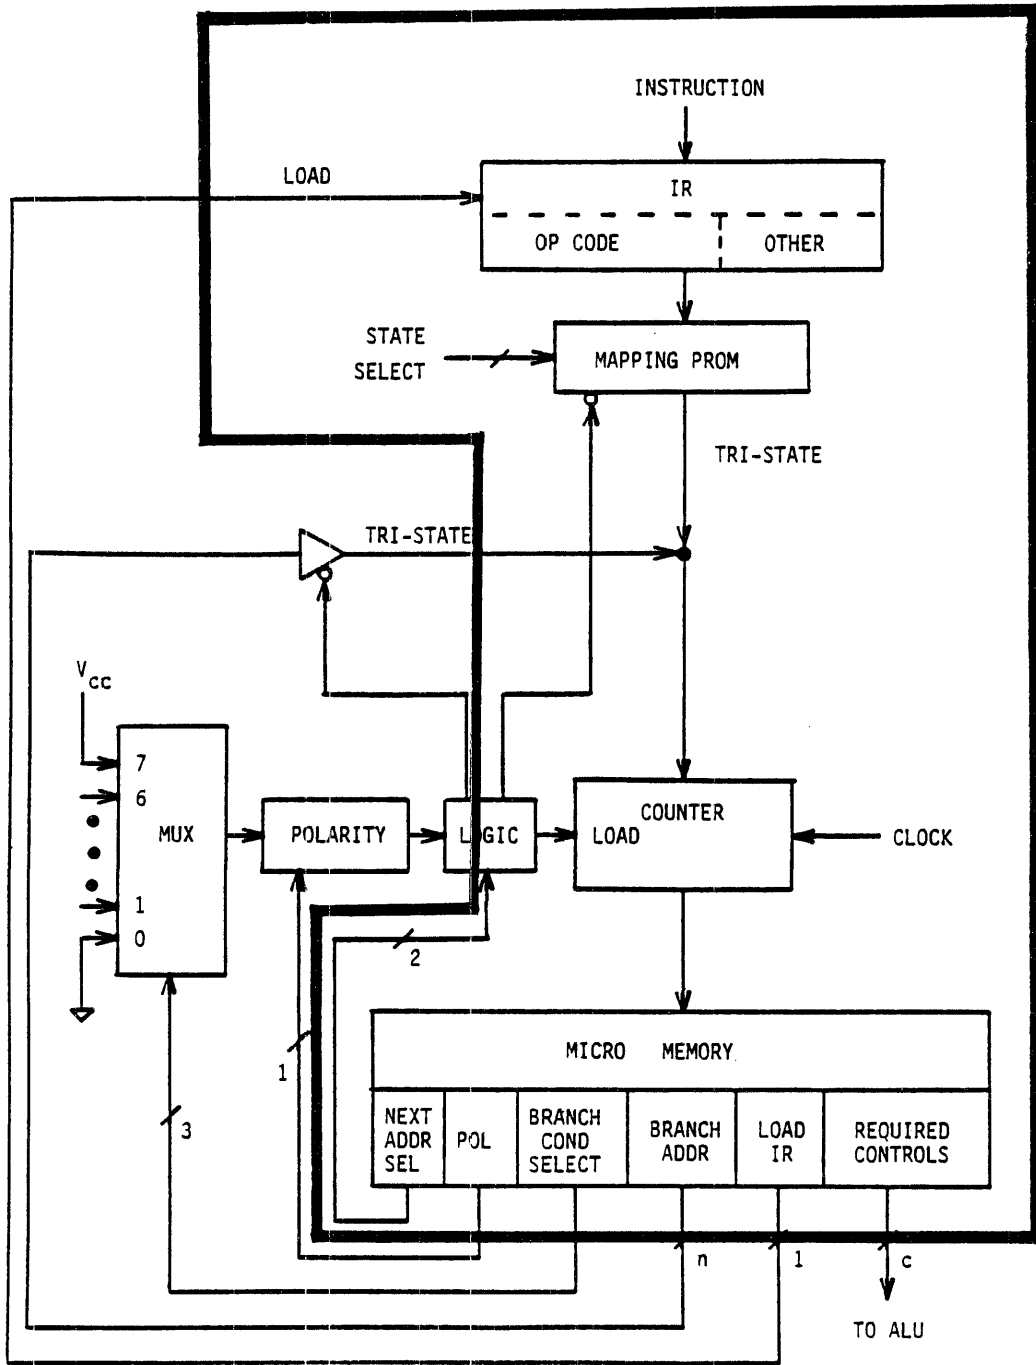 INSTRUCTION
LOAD
IR
OP CODE
OTHER
STATE
SELECT
MAPPING PROM
TRI-STATE
TRI-STATE
Vcc
7
6
1
0
MUX
POLARITY
LOGIC
COUNTER
LOAD
CLOCK
2
1
3
MICRO MEMORY
NEXT
ADDR
SEL
POL
BRANCH
COND
SELECT
BRANCH
ADDR
LOAD
IR
REQUIRED
CONTROLS
n
1
c
TO ALU